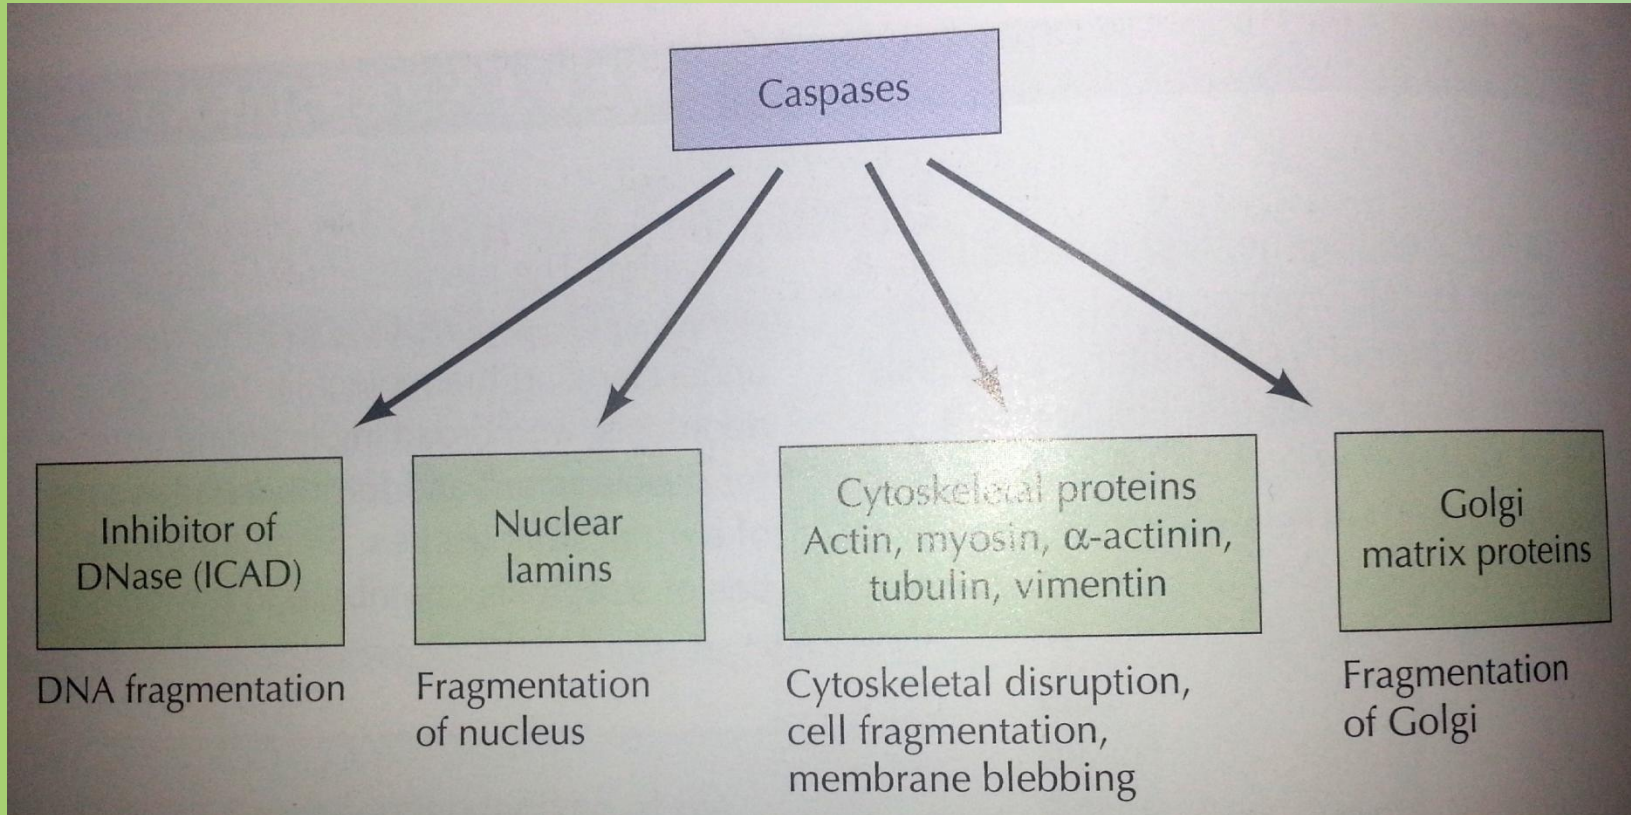 Caspases
Inhibitor of
DNase (ICAD)
DNA fragmentation
Nuclear
lamins
Fragmentation
of nucleus
Cytoskeletal proteins
Actin, myosin, α-actinin,
tubulin, vimentin
Cytoskeletal disruption,
cell fragmentation,
membrane blebbing
Golgi
matrix proteins
Fragmentation
of Golgi